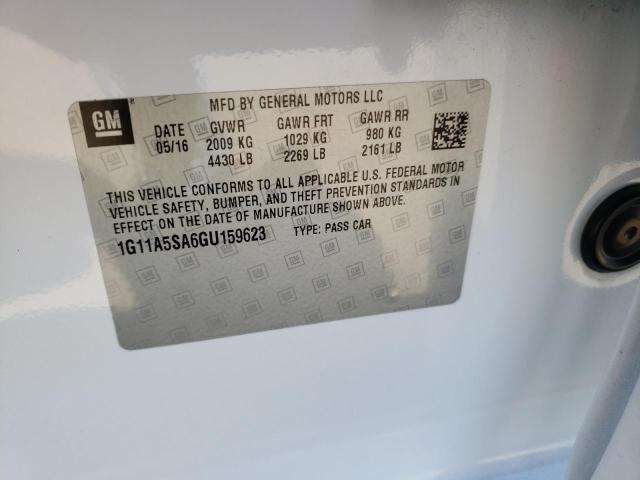 GM
MFD BY GENERAL MOTORS LLC
DATE GVWR GAWR FRT GAWR RR
05/16 2009 KG 1029 KG 980 KG
4430 LB 2269 LB 2161 LB
THIS VEHICLE CONFORMS TO ALL APPLICABLE U.S. FEDERAL MOTOR
VEHICLE SAFETY, BUMPER, AND THEFT PREVENTION STANDARDS IN
EFFECT ON THE DATE OF MANUFACTURE SHOWN ABOVE.
1G11A5SA6GU159623 TYPE: PASS CAR